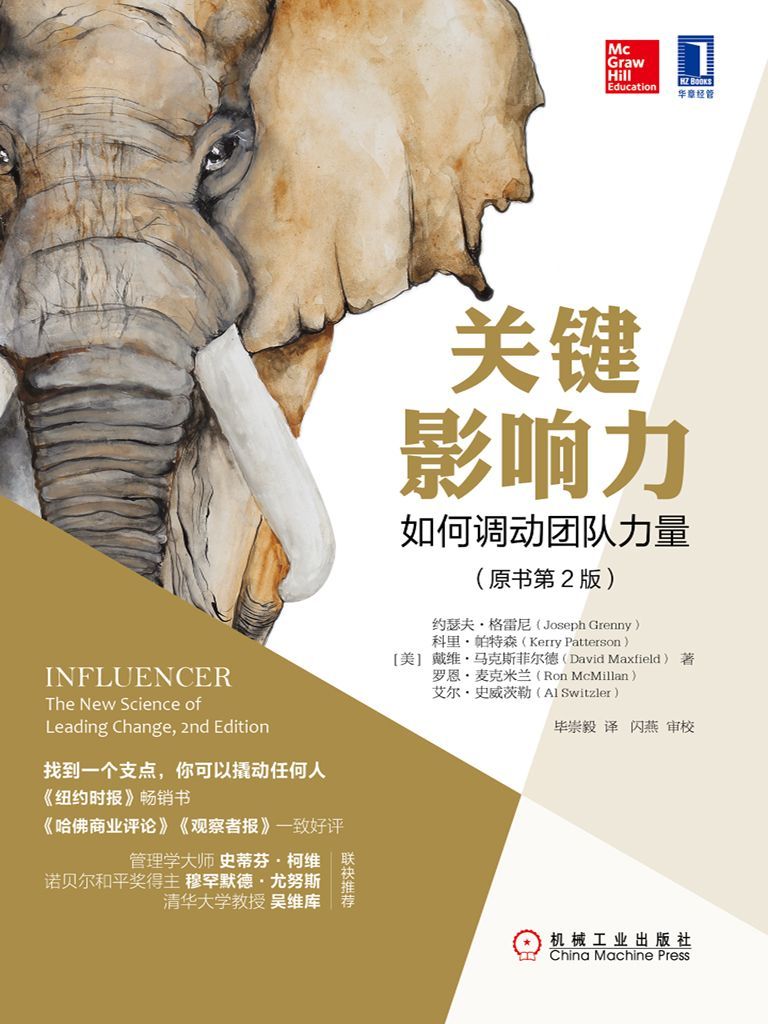 Mc
Graw
Hill
Education
HZ BOOKS
华章经管
关键
影响力
如何调动团队力量
（原书第2版）
约瑟夫·格雷尼（Joseph Grenny）
科里·帕特森（Kerry Patterson）
[美] 戴维·马克斯菲尔德（David Maxfield） 著
罗恩·麦克米兰（Ron McMillan）
艾尔·史威茨勒（Al Switzler）
毕崇毅 译 闪燕 审校
INFLUENCER
The New Science of
Leading Change, 2nd Edition
找到一个支点，你可以撬动任何人
《纽约时报》畅销书
《哈佛商业评论》《观察者报》一致好评
管理学大师 史蒂芬·柯维
诺贝尔和平奖得主 穆罕默德·尤努斯
清华大学教授 吴维库
联袂推荐
机械工业出版社
China Machine Press